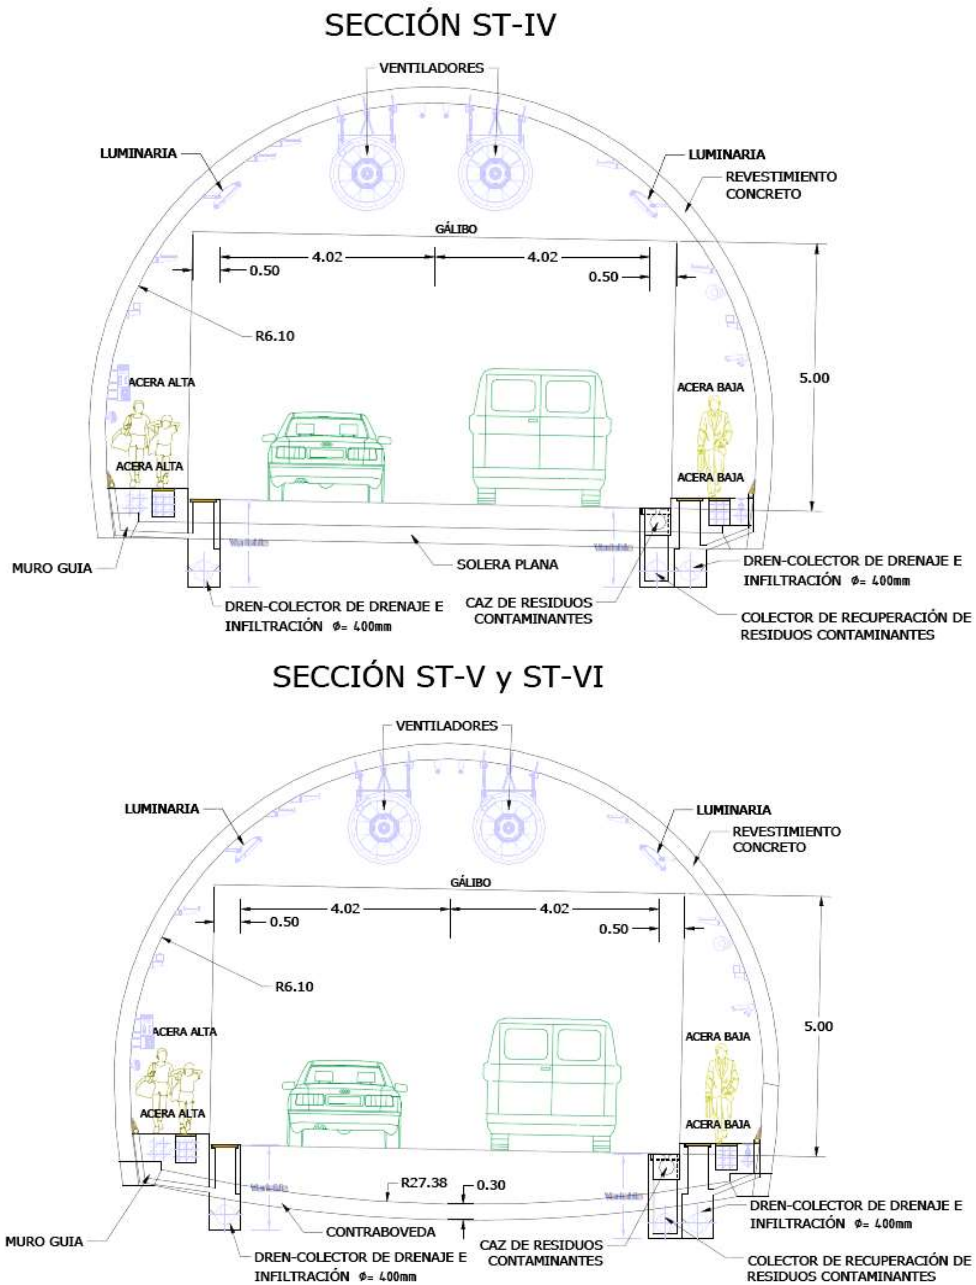 SECCIÓN ST-IV
VENTILADORES
LUMINARIA
LUMINARIA
REVESTIMIENTO
CONCRETO
GÁLIBO
4.02
4.02
0.50
0.50
R6.10
5.00
ACERA ALTA
ACERA BAJA
ACERA ALTA
ACERA BAJA
Variable
Variable
MURO GUIA
SOLERA PLANA
DREN-COLECTOR DE DRENAJE E
INFILTRACIÓN Ø= 400mm
DREN-COLECTOR DE DRENAJE E
INFILTRACIÓN Ø= 400mm
CAZ DE RESIDUOS
CONTAMINANTES
COLECTOR DE RECUPERACIÓN DE
RESIDUOS CONTAMINANTES
SECCIÓN ST-V y ST-VI
VENTILADORES
LUMINARIA
LUMINARIA
REVESTIMIENTO
CONCRETO
GÁLIBO
4.02
4.02
0.50
0.50
R6.10
5.00
ACERA ALTA
ACERA BAJA
ACERA ALTA
ACERA BAJA
Variable
R27.38
0.30
Variable
MURO GUIA
CONTRABOVEDA
DREN-COLECTOR DE DRENAJE E
INFILTRACIÓN Ø= 400mm
CAZ DE RESIDUOS
CONTAMINANTES
DREN-COLECTOR DE DRENAJE E
INFILTRACIÓN Ø= 400mm
COLECTOR DE RECUPERACIÓN DE
RESIDUOS CONTAMINANTES